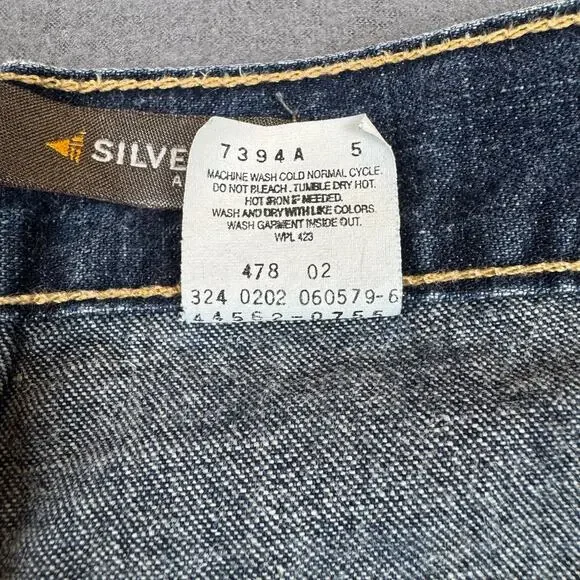 SILVE
A
7394A 5
MACHINE WASH COLD NORMAL CYCLE.
DO NOT BLEACH. TUMBLE DRY HOT.
HOT IRON IF NEEDED.
WASH AND DRY WITH LIKE COLORS.
WASH GARMENT INSIDE OUT.
WPL 423
478 02
324 0202 060579-6